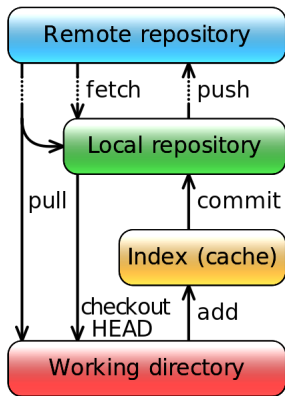 Remote repository
fetch
push
Local repository
pull
commit
Index (cache)
checkout
HEAD
add
Working directory